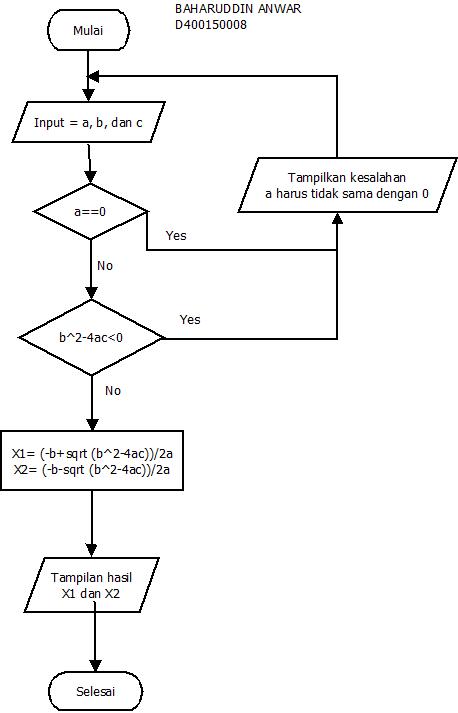 BAHARUDDIN ANWAR
D400150008
Mulai
Input = a, b, dan c
Tampilkan kesalahan
a harus tidak sama dengan 0
a==0
Yes
No
b^2-4ac<0
Yes
No
X1= (-b+sqrt (b^2-4ac))/2a
X2= (-b-sqrt (b^2-4ac))/2a
Tampilan hasil
X1 dan X2
Selesai